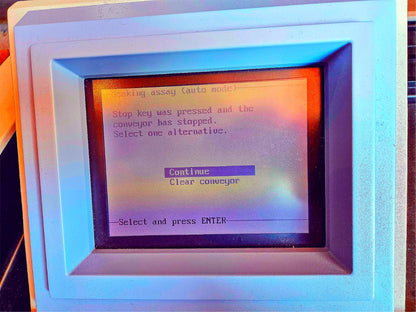 assay (auto mode)
Stop key was pressed and the
conveyor has stopped.
Select one alternative.
Continue
Clear conveyor
Select and press ENTER